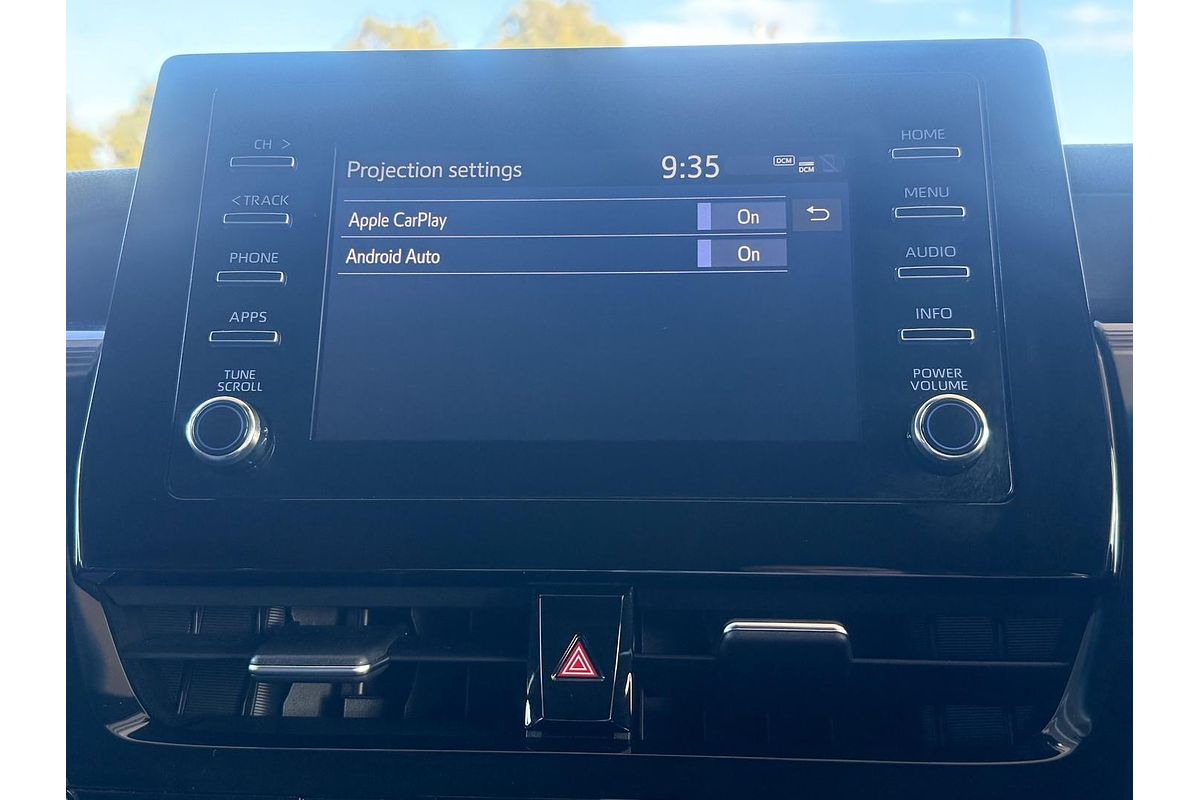 CH >
< TRACK
PHONE
APPS
TUNE
SCROLL
Projection settings 9:35 DCM DCM
Apple CarPlay On
Android Auto On
HOME
MENU
AUDIO
INFO
POWER
VOLUME